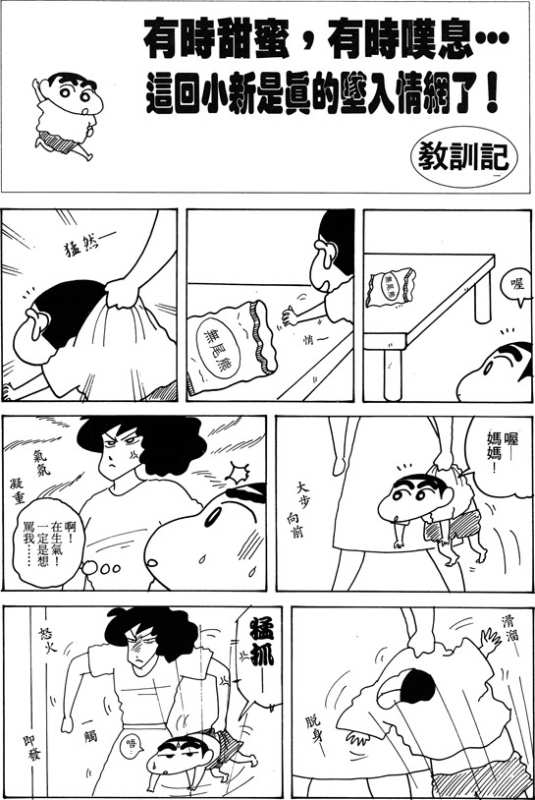 有時甜蜜，有時嘆息…
這回小新是眞的墜入情網了！
教訓記
喔
無尾熊
悄—
無尾熊
猛然—
喔—
媽媽！
大步
向前
氣氛
凝重
啊！
在生氣！
一定是想
罵我……
滑溜—
脫身—
猛抓—
唔…
怒火—
一觸
即發—